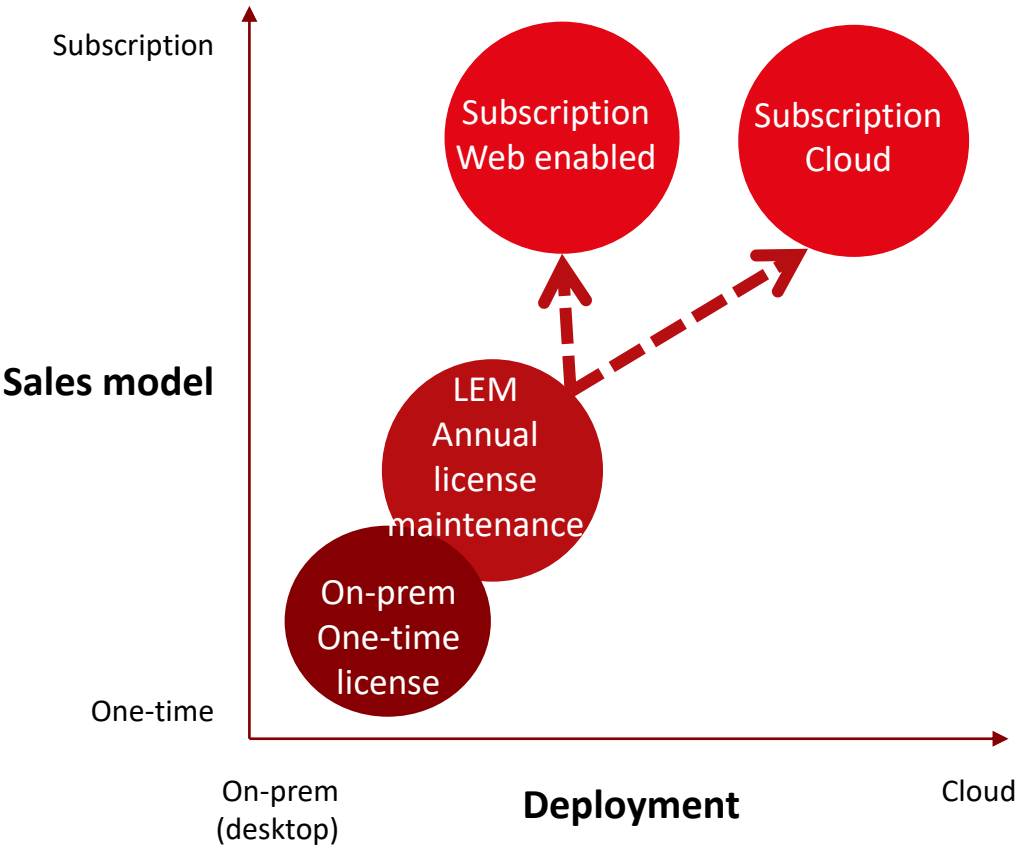 Subscription
Subscription
Web enabled
Subscription
Cloud
Sales model
LEM
Annual
license
maintenance
On-prem
One-time
license
One-time
On-prem
(desktop)
Deployment
Cloud